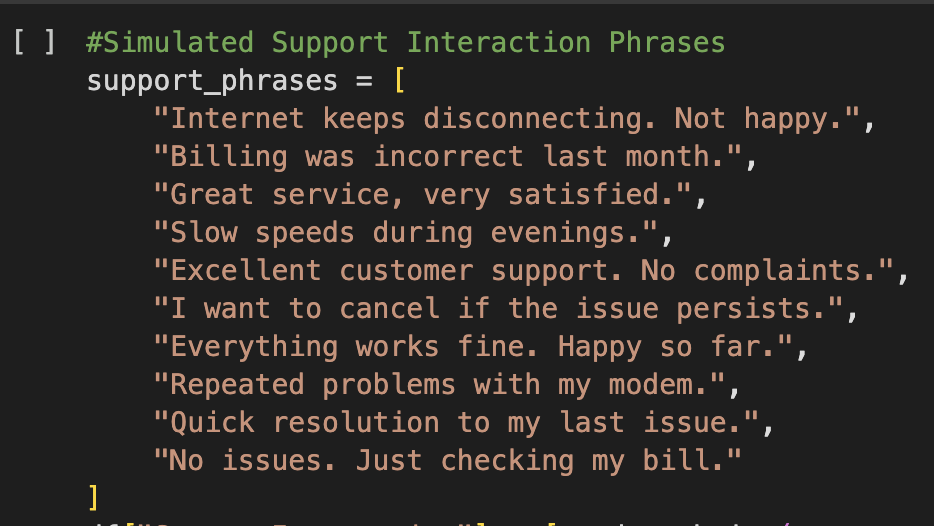 [ ] #Simulated Support Interaction Phrases
support_phrases = [
"Internet keeps disconnecting. Not happy.",
"Billing was incorrect last month.",
"Great service, very satisfied.",
"Slow speeds during evenings.",
"Excellent customer support. No complaints.",
"I want to cancel if the issue persists.",
"Everything works fine. Happy so far.",
"Repeated problems with my modem.",
"Quick resolution to my last issue.",
"No issues. Just checking my bill."
]